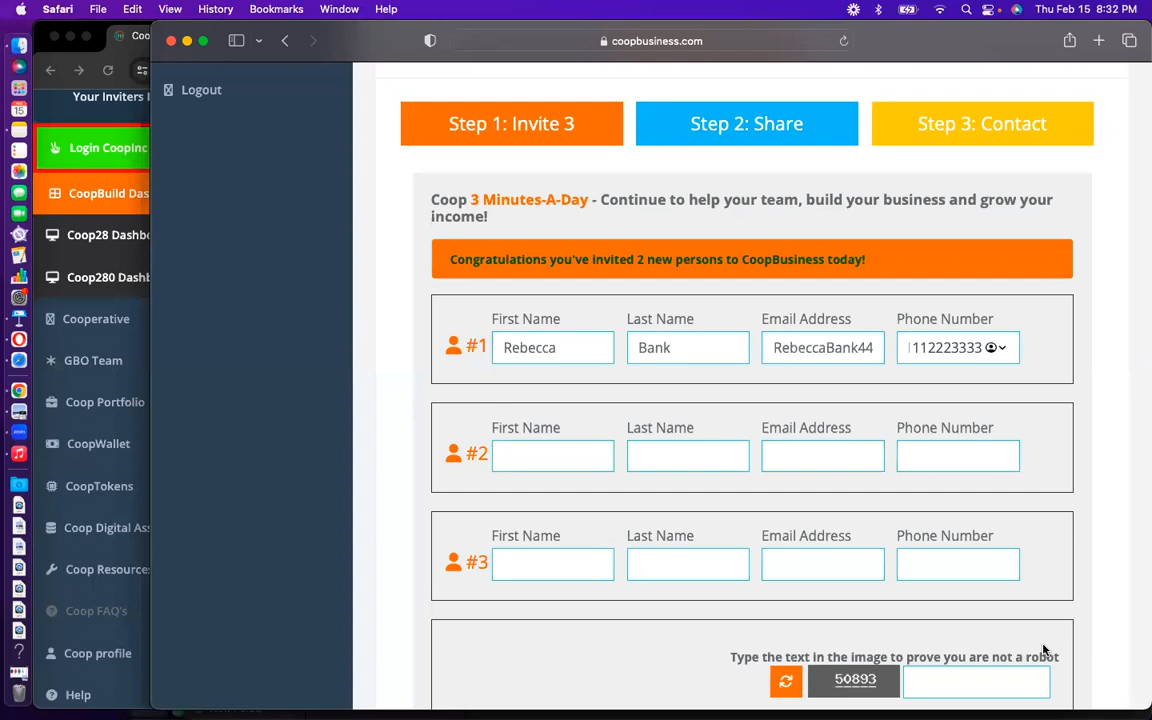 Safari File Edit View History Bookmarks Window Help Thu Feb 15 8:32 PM
Coo
coopbusiness.com
Your Inviters I
Login CoopInc
CoopBuild Das
Coop28 Dashbo
Coop280 Dashb
Cooperative
GBO Team
Coop Portfolio
CoopWallet
CoopTokens
Coop Digital Ass
Coop Resource
Coop FAQ's
Coop profile
Help
Logout
Step 1: Invite 3
Step 2: Share
Step 3: Contact
Coop 3 Minutes-A-Day - Continue to help your team, build your business and grow your
income!
Congratulations you've invited 2 new persons to CoopBusiness today!
First Name Last Name Email Address Phone Number
#1 Rebecca Bank RebeccaBank44 112223333
First Name Last Name Email Address Phone Number
#2
First Name Last Name Email Address Phone Number
#3
Type the text in the image to prove you are not a robot
50893